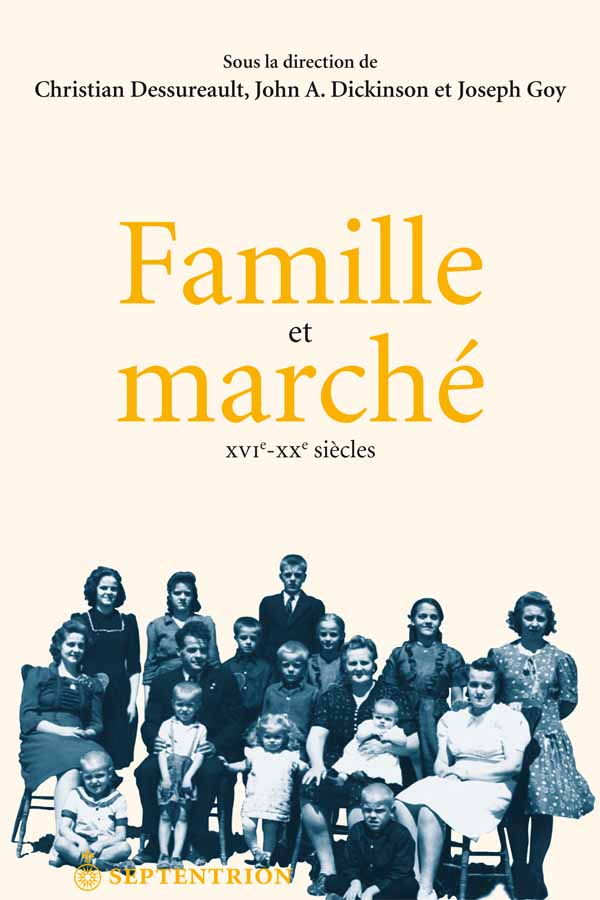 Sous la direction de
Christian Dessureault, John A. Dickinson et Joseph Goy
Famille
et
marché
XVIe-XXe siècles
SEPTENTRION